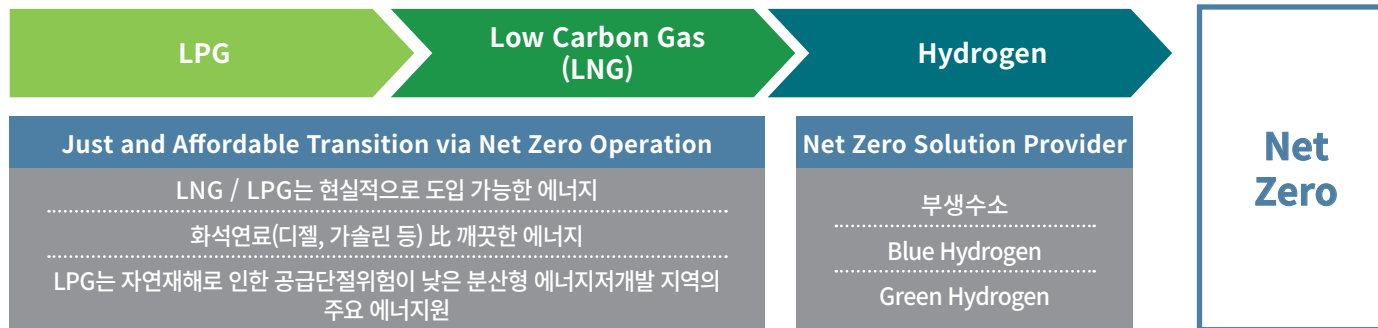 LPG
Low Carbon Gas
(LNG)
Hydrogen
Just and Affordable Transition via Net Zero Operation
LNG / LPG는 현실적으로 도입 가능한 에너지
화석연료(디젤, 가솔린 등) 比 깨끗한 에너지
LPG는 자연재해로 인한 공급단절위험이 낮은 분산형 에너지저개발 지역의
주요 에너지원
Net Zero Solution Provider
부생수소
Blue Hydrogen
Green Hydrogen
Net
Zero